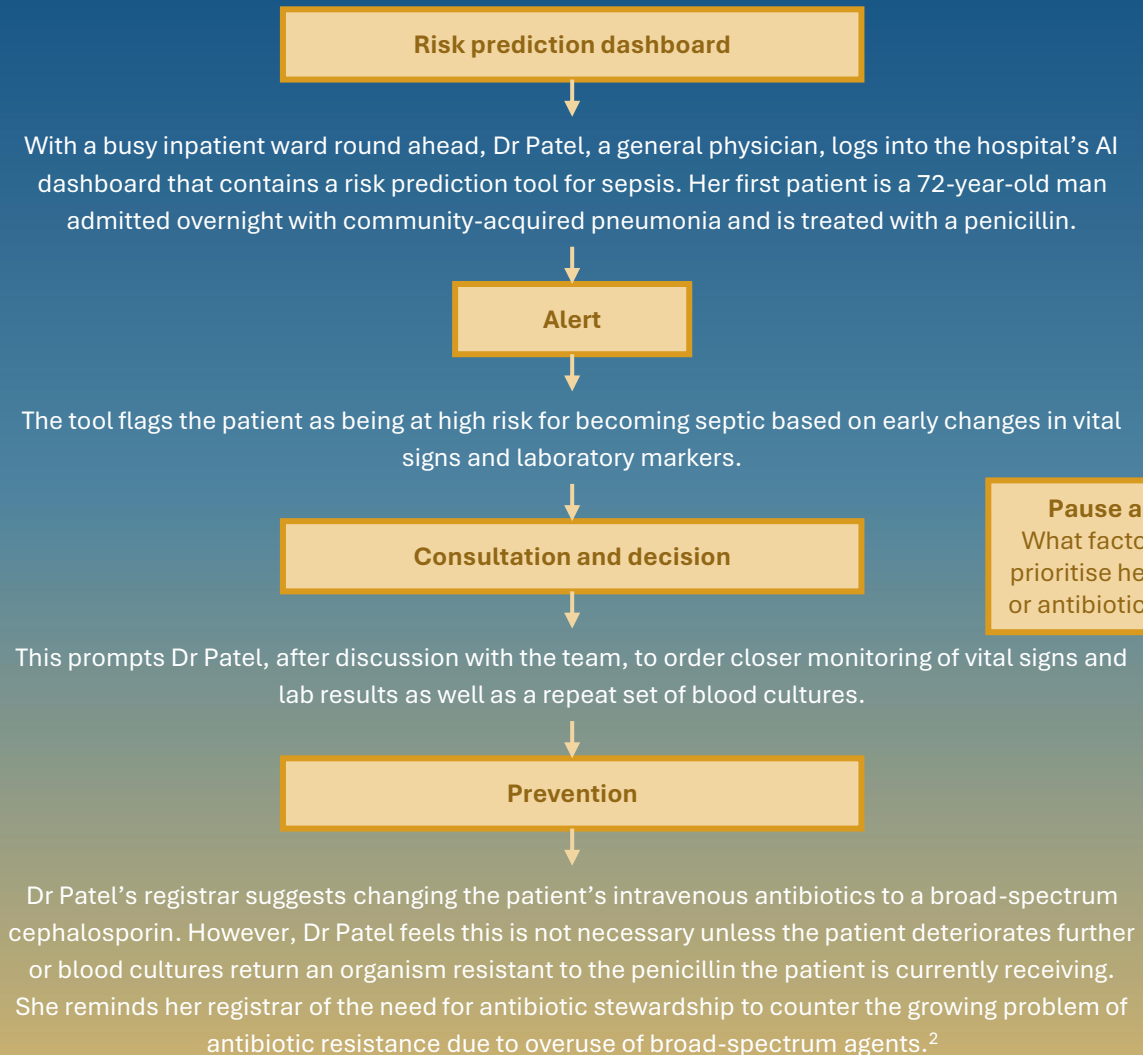 Risk prediction dashboard
With a busy inpatient ward round ahead, Dr Patel, a general physician, logs into the hospital’s AI
dashboard that contains a risk prediction tool for sepsis. Her first patient is a 72-year-old man
admitted overnight with community-acquired pneumonia and is treated with a penicillin.
Alert
The tool flags the patient as being at high risk for becoming septic based on early changes in vital
signs and laboratory markers.
Consultation and decision
Pause a
What facto
prioritise he
or antibiotic
This prompts Dr Patel, after discussion with the team, to order closer monitoring of vital signs and
lab results as well as a repeat set of blood cultures.
Prevention
Dr Patel’s registrar suggests changing the patient’s intravenous antibiotics to a broad-spectrum
cephalosporin. However, Dr Patel feels this is not necessary unless the patient deteriorates further
or blood cultures return an organism resistant to the penicillin the patient is currently receiving.
She reminds her registrar of the need for antibiotic stewardship to counter the growing problem of
antibiotic resistance due to overuse of broad-spectrum agents.²